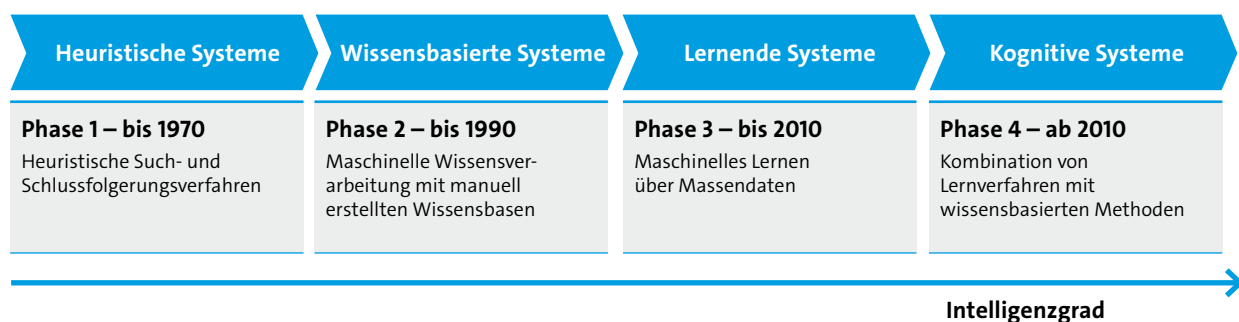 Heuristische Systeme
Wissensbasierte Systeme
Lernende Systeme
Kognitive Systeme
Phase 1 – bis 1970
Heuristische Such- und
Schlussfolgerungsverfahren
Phase 2 – bis 1990
Maschinelle Wissensver-
arbeitung mit manuell
erstellten Wissensbasen
Phase 3 – bis 2010
Maschinelles Lernen
über Massendaten
Phase 4 – ab 2010
Kombination von
Lernverfahren mit
wissensbasierten Methoden
Intelligenzgrad